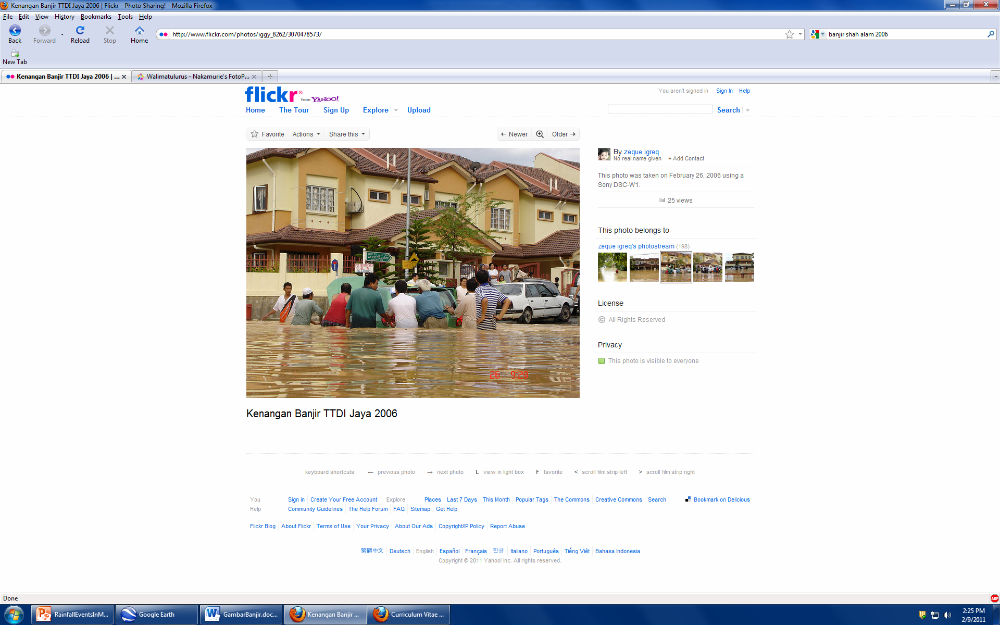 Kenangan Banjir TTDI Jaya 2006 | Flickr - Photo Sharing! - Mozilla Firefox
File Edit View History Bookmarks Tools Help
Back Forward Reload Stop Home
http://www.flickr.com/photos/iggy_8262/3070478573/
banjir shah alam 2006
New Tab
Kenangan Banjir TTDI Jaya 2006 | ...
Walimatulurus - Nakamurie's FotoP...
flickr® from YAHOO!
You aren't signed in Sign In Help
Home The Tour Sign Up Explore Upload
Search
Favorite Actions Share this
← Newer Older →
By zeque igreq
No real name given + Add Contact
This photo was taken on February 26, 2006 using a
Sony DSC-W1.
25 views
This photo belongs to
zeque igreq's photostream (198)
License
© All Rights Reserved
Privacy
This photo is visible to everyone
26 9:20
Kenangan Banjir TTDI Jaya 2006
keyboard shortcuts: ← previous photo → next photo L view in light box F favorite < scroll film strip left > scroll film strip right
You Sign in Create Your Free Account
Explore Places Last 7 Days This Month Popular Tags The Commons Creative Commons Search
Bookmark on Delicious
Help Community Guidelines The Help Forum FAQ Sitemap Get Help
Flickr Blog About Flickr Terms of Use Your Privacy About Our Ads Copyright/IP Policy Report Abuse
繁體中文 Deutsch English Español Français 한글 Italiano Português Tiếng Việt Bahasa Indonesia
Copyright © 2011 Yahoo! Inc. All rights reserved.
Done
ABP
RainfallEventsInM...
Google Earth
GambarBanjir.doc...
Kenangan Banjir ...
Curriculum Vitae ...
2:25 PM
2/9/2011